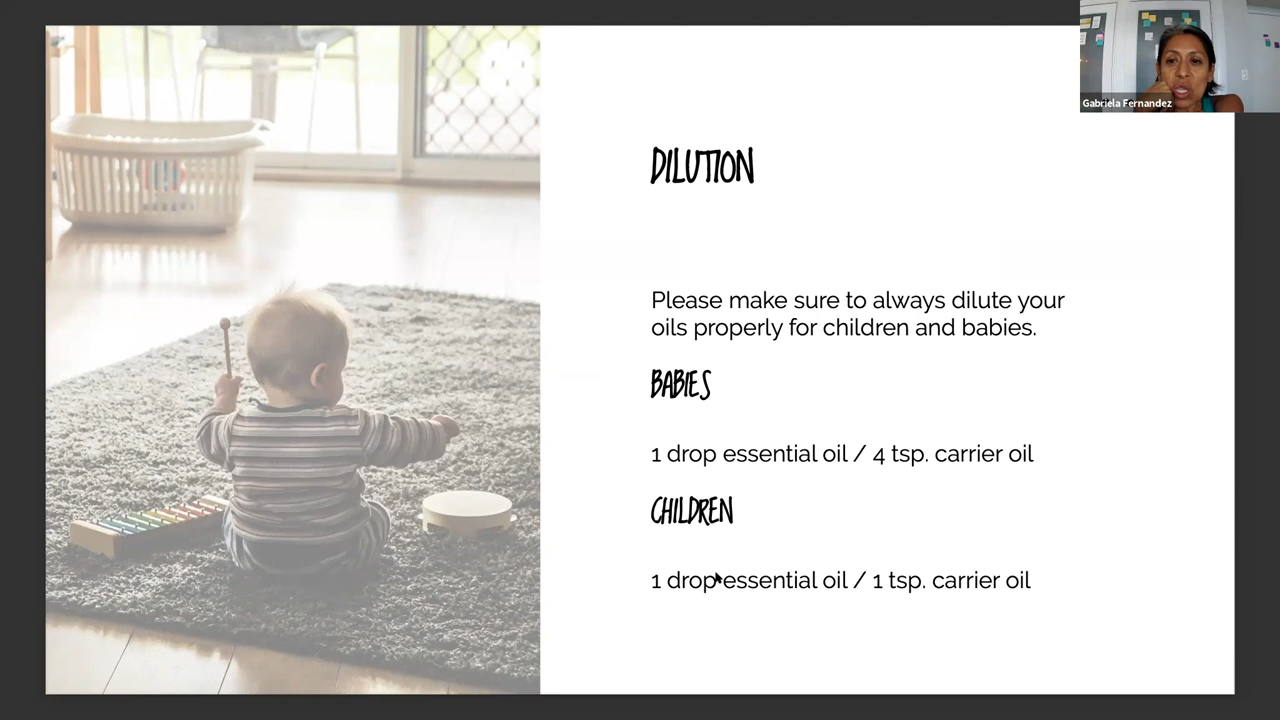 Gabriela Fernandez
DILUTION
Please make sure to always dilute your
oils properly for children and babies.
BABIES
1 drop essential oil / 4 tsp. carrier oil
CHILDREN
1 drop essential oil / 1 tsp. carrier oil